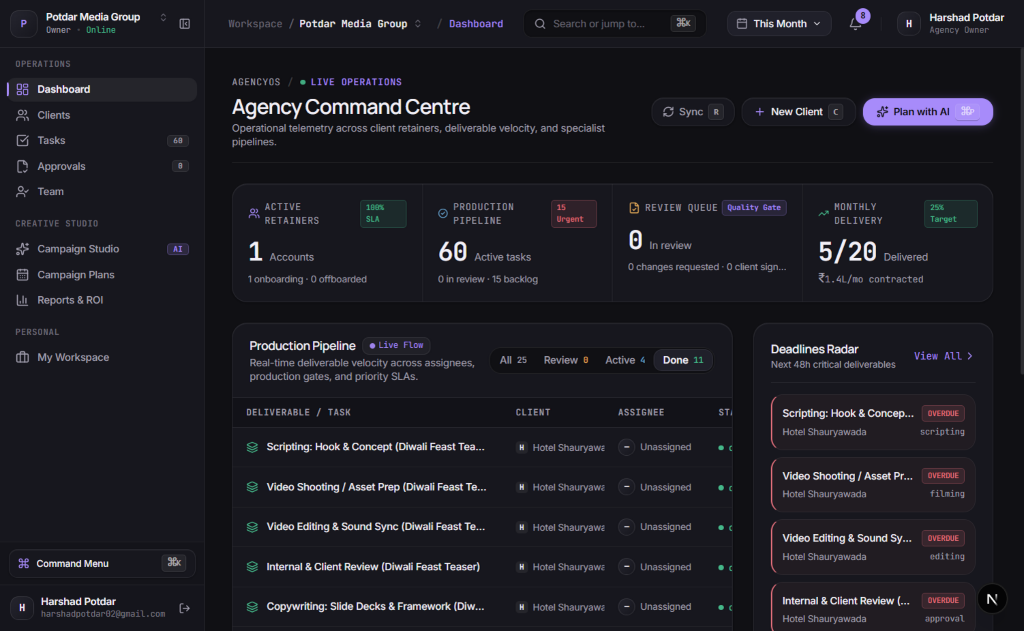 P
Potdar Media Group
Owner · Online
OPERATIONS
Dashboard
Clients
Tasks 60
Approvals 0
Team
CREATIVE STUDIO
Campaign Studio AI
Campaign Plans
Reports & ROI
PERSONAL
My Workspace
Command Menu ⌘K
H
Harshad Potdar
harshadpotdar02@gmail.com
Workspace / Potdar Media Group / Dashboard
Search or jump to... ⌘K
This Month
8
H
Harshad Potdar
Agency Owner
AGENCYOS / LIVE OPERATIONS
Agency Command Centre
Operational telemetry across client retainers, deliverable velocity, and specialist
pipelines.
Sync R
New Client C
Plan with AI
ACTIVE
RETAINERS
100%
SLA
1 Accounts
1 onboarding · 0 offboarded
PRODUCTION
PIPELINE
15
Urgent
60 Active tasks
0 in review · 15 backlog
REVIEW QUEUE Quality Gate
0 In review
0 changes requested · 0 client sign...
MONTHLY
DELIVERY
25%
Target
5/20 Delivered
₹1.4L/mo contracted
Production Pipeline Live Flow
Real-time deliverable velocity across assignees,
production gates, and priority SLAs.
All 25 Review 0 Active 4 Done 11
DELIVERABLE / TASK CLIENT ASSIGNEE STA
Scripting: Hook & Concept (Diwali Feast Tea... H Hotel Shauryawa Unassigned
Video Shooting / Asset Prep (Diwali Feast Te... H Hotel Shauryawa Unassigned
Video Editing & Sound Sync (Diwali Feast Te... H Hotel Shauryawa Unassigned
Internal & Client Review (Diwali Feast Teaser) H Hotel Shauryawa Unassigned
Copywriting: Slide Decks & Framework (Diw... H Hotel Shauryawa Unassigned
Deadlines Radar
Next 48h critical deliverables
View All
Scripting: Hook & Concep... OVERDUE
Hotel Shauryawada scripting
Video Shooting / Asset Pr... OVERDUE
Hotel Shauryawada filming
Video Editing & Sound Sy... OVERDUE
Hotel Shauryawada editing
Internal & Client Review (... OVERDUE
Hotel Shauryawada approval
N